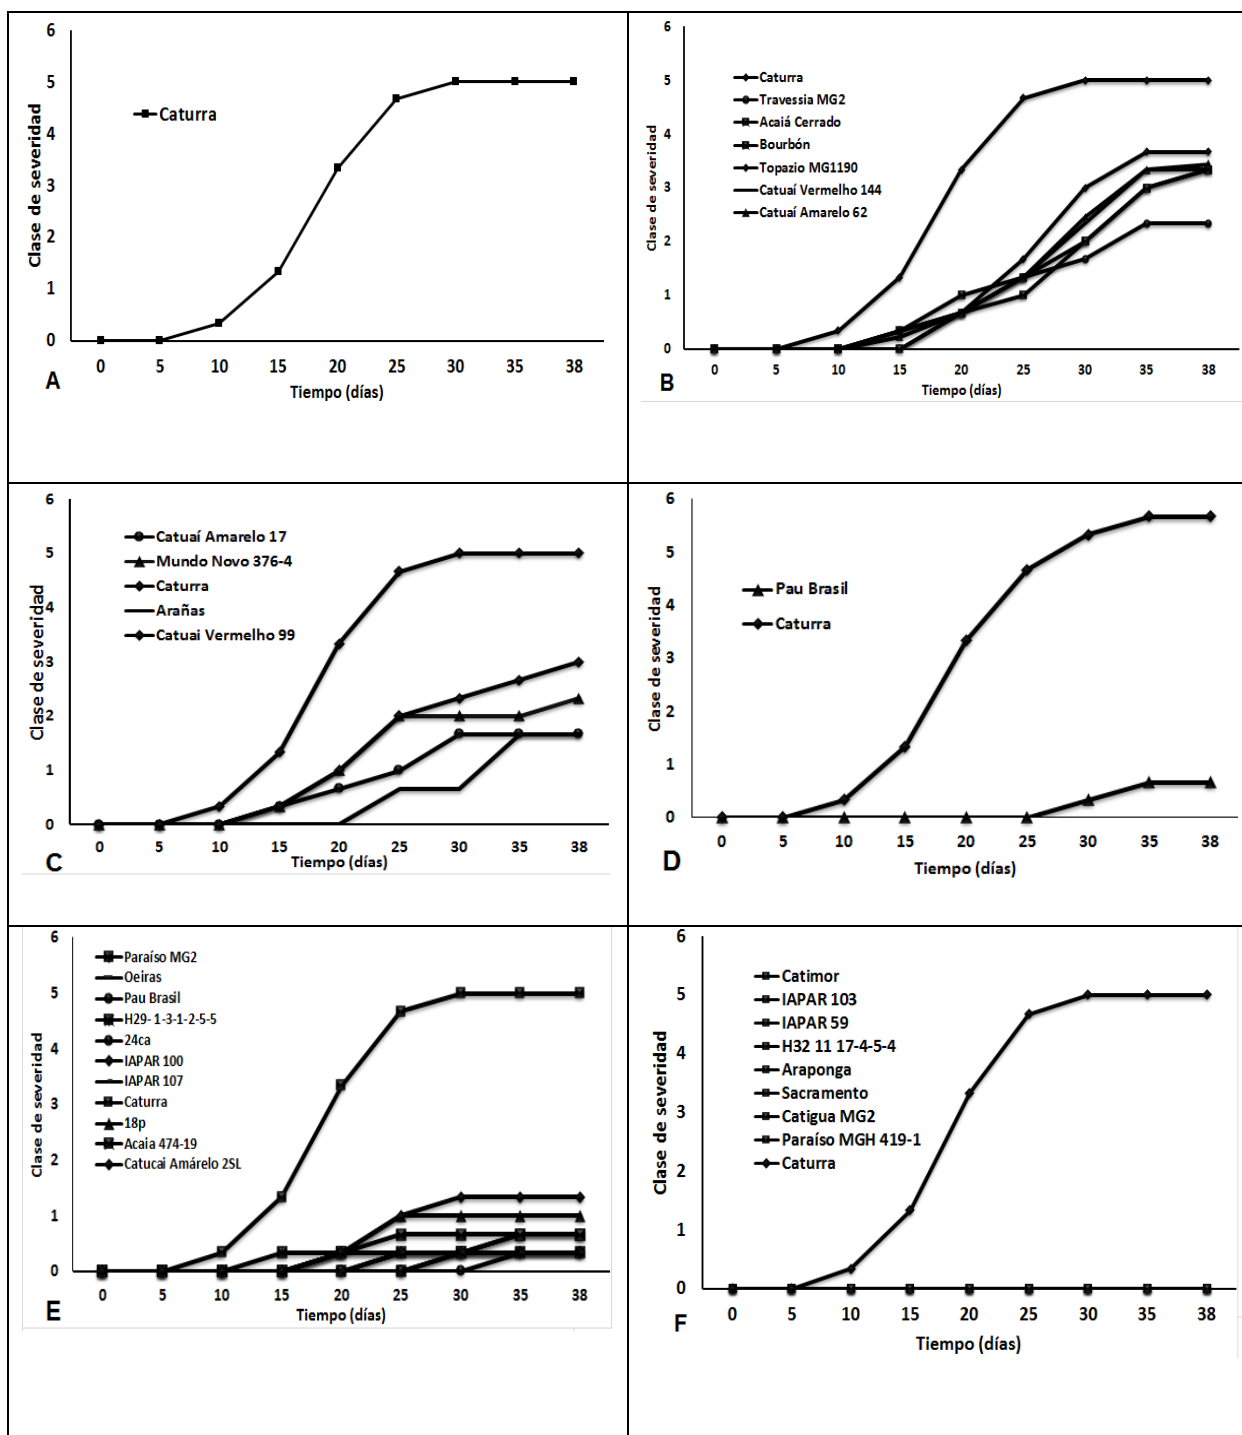 6
5
4
3
2
1
0
Clase de severidad
Caturra
0 5 10 15 20 25 30 35 38
Tiempo (días)
A
6
5
4
3
2
1
0
Clase de severidad
Caturra
Travessia MG2
Acaiá Cerrado
Bourbón
Topazio MG1190
Catuaí Vermelho 144
Catuaí Amarelo 62
0 5 10 15 20 25 30 35 38
Tiempo (días)
B
6
5
4
3
2
1
0
Clase de severidad
Catuaí Amarelo 17
Mundo Novo 376-4
Caturra
Arañas
Catuai Vermelho 99
0 5 10 15 20 25 30 35 38
Tiempo (días)
C
6
5
4
3
2
1
0
Clase de severidad
Pau Brasil
Caturra
0 5 10 15 20 25 30 35 38
Tiempo (días)
D
6
5
4
3
2
1
0
Clase de severidad
Paraíso MG2
Oeiras
Pau Brasil
H29- 1-3-1-2-5-5
24ca
IAPAR 100
IAPAR 107
Caturra
18p
Acaia 474-19
Catucai Amárelo 2SL
0 5 10 15 20 25 30 35 38
Tiempo (días)
E
6
5
4
3
2
1
0
Clase de severidad
Catimor
IAPAR 103
IAPAR 59
H32 11 17-4-5-4
Araponga
Sacramento
Catigua MG2
Paraíso MGH 419-1
Caturra
0 5 10 15 20 25 30 35 38
Tiempo (días)
F